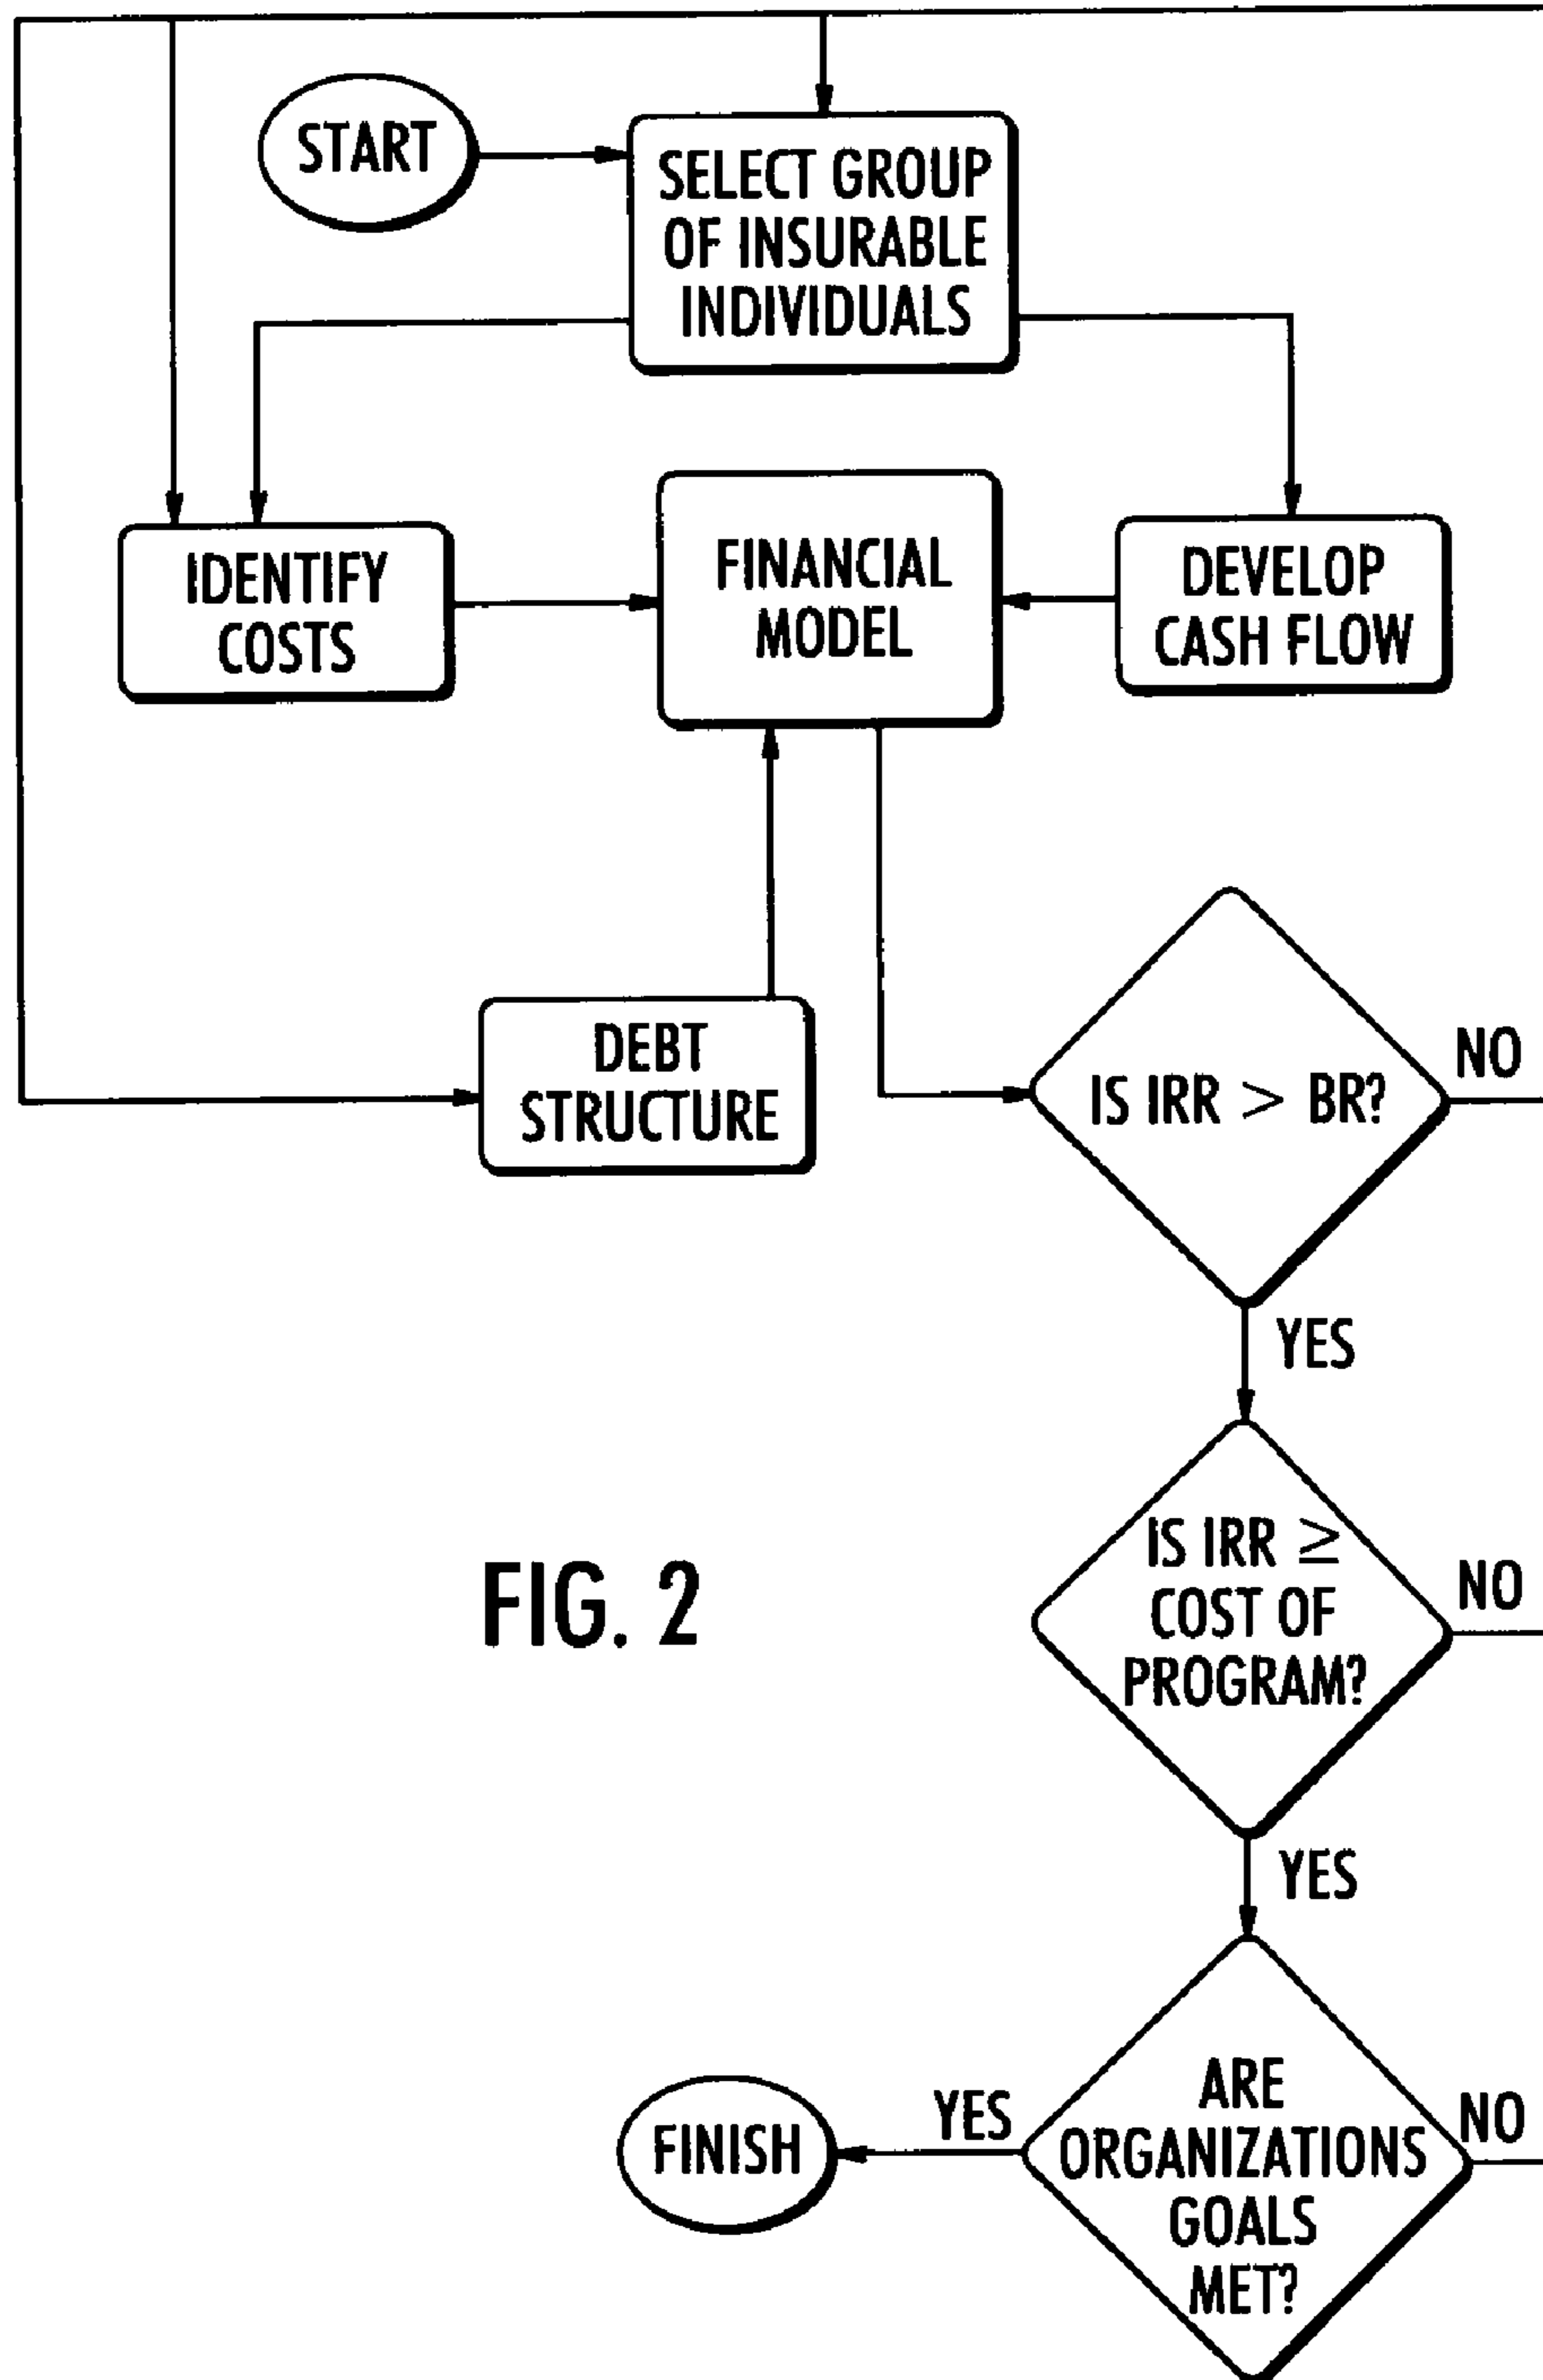 START
SELECT GROUP
OF INSURABLE
INDIVIDUALS
IDENTIFY
COSTS
FINANCIAL
MODEL
DEVELOP
CASH FLOW
DEBT
STRUCTURE
IS IRR > BR?
NO
YES
IS IRR ≥
COST OF
PROGRAM?
NO
YES
FIG. 2
ARE
ORGANIZATIONS
GOALS
MET?
NO
YES
FINISH